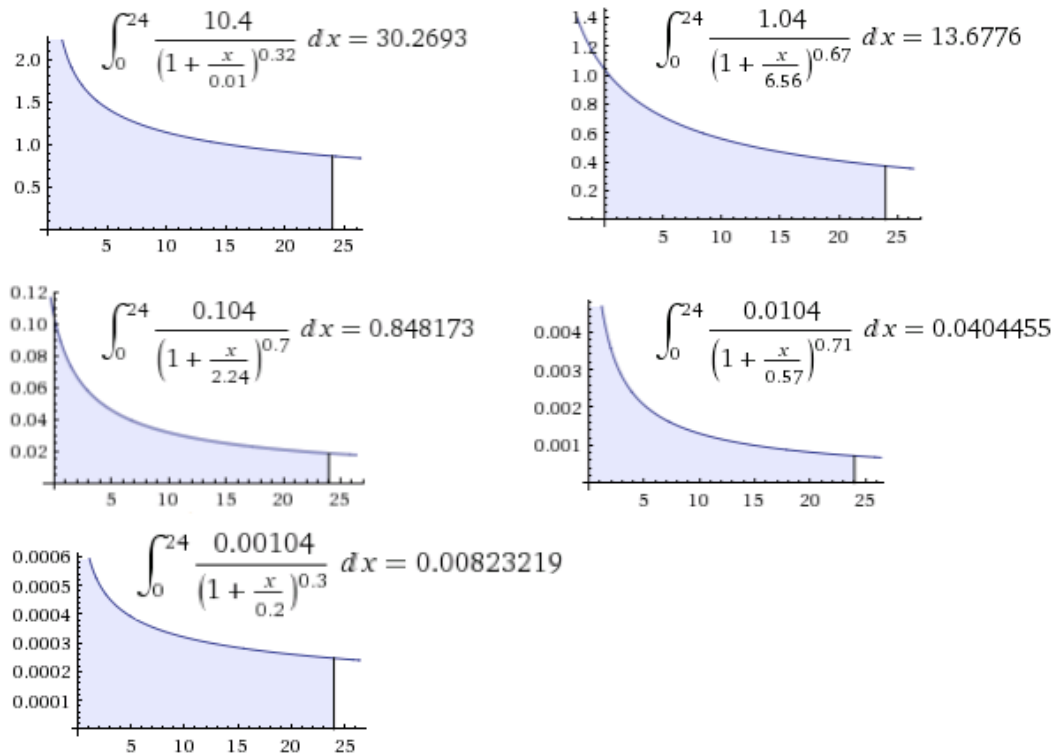 ∫₀²⁴ 10.4 / (1 + x/0.01)^0.32 dx = 30.2693
2.0
1.5
1.0
0.5
5 10 15 20 25
∫₀²⁴ 1.04 / (1 + x/6.56)^0.67 dx = 13.6776
1.4
1.2
1.0
0.8
0.6
0.4
0.2
5 10 15 20 25
∫₀²⁴ 0.104 / (1 + x/2.24)^0.7 dx = 0.848173
0.12
0.10
0.08
0.06
0.04
0.02
5 10 15 20 25
∫₀²⁴ 0.0104 / (1 + x/0.57)^0.71 dx = 0.0404455
0.004
0.003
0.002
0.001
5 10 15 20 25
∫₀²⁴ 0.00104 / (1 + x/0.2)^0.3 dx = 0.00823219
0.0006
0.0005
0.0004
0.0003
0.0002
0.0001
5 10 15 20 25